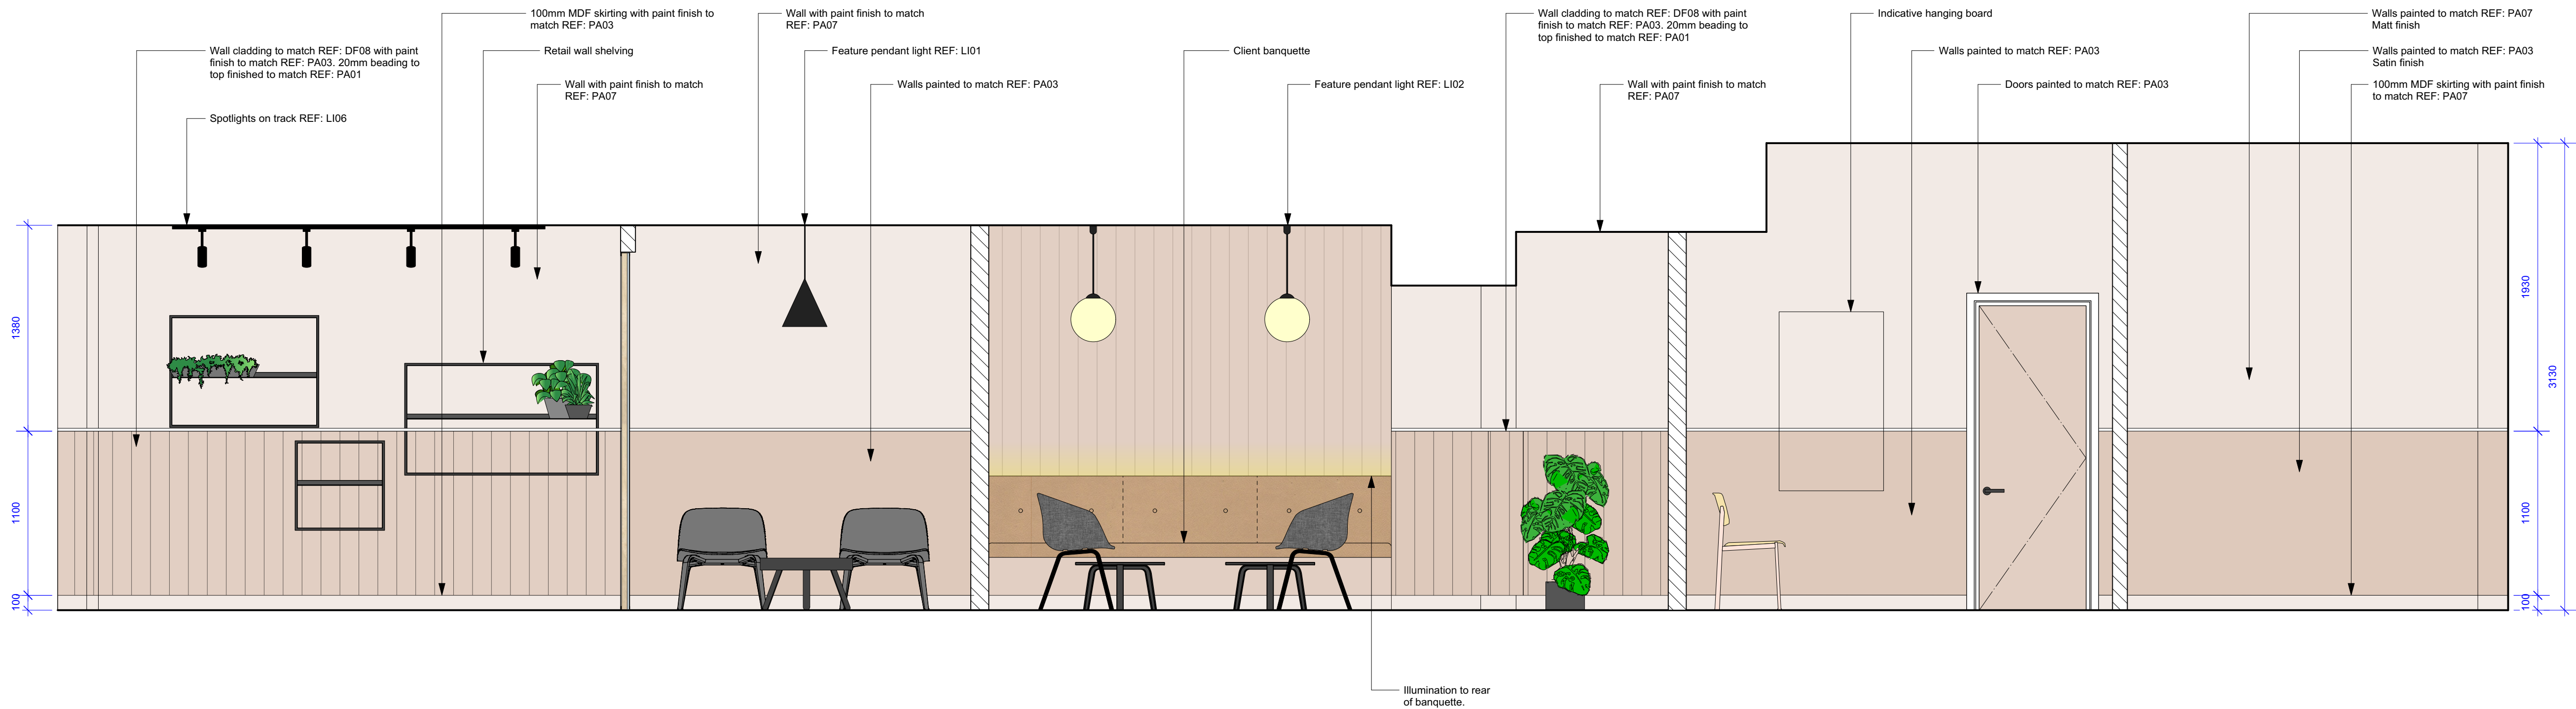 100mm MDF skirting with paint finish to
match REF: PA03
Wall with paint finish to match
REF: PA07
Wall cladding to match REF: DF08 with paint
finish to match REF: PA03. 20mm beading to
top finished to match REF: PA01
Indicative hanging board
Walls painted to match REF: PA07
Matt finish
Wall cladding to match REF: DF08 with paint
finish to match REF: PA03. 20mm beading to
top finished to match REF: PA01
Retail wall shelving
Feature pendant light REF: LI01
Client banquette
Walls painted to match REF: PA03
Walls painted to match REF: PA03
Satin finish
Wall with paint finish to match
REF: PA07
Walls painted to match REF: PA03
Feature pendant light REF: LI02
Wall with paint finish to match
REF: PA07
Doors painted to match REF: PA03
100mm MDF skirting with paint finish
to match REF: PA07
Spotlights on track REF: LI06
1380
1100
100
1930
3130
1100
100
Illumination to rear
of banquette.